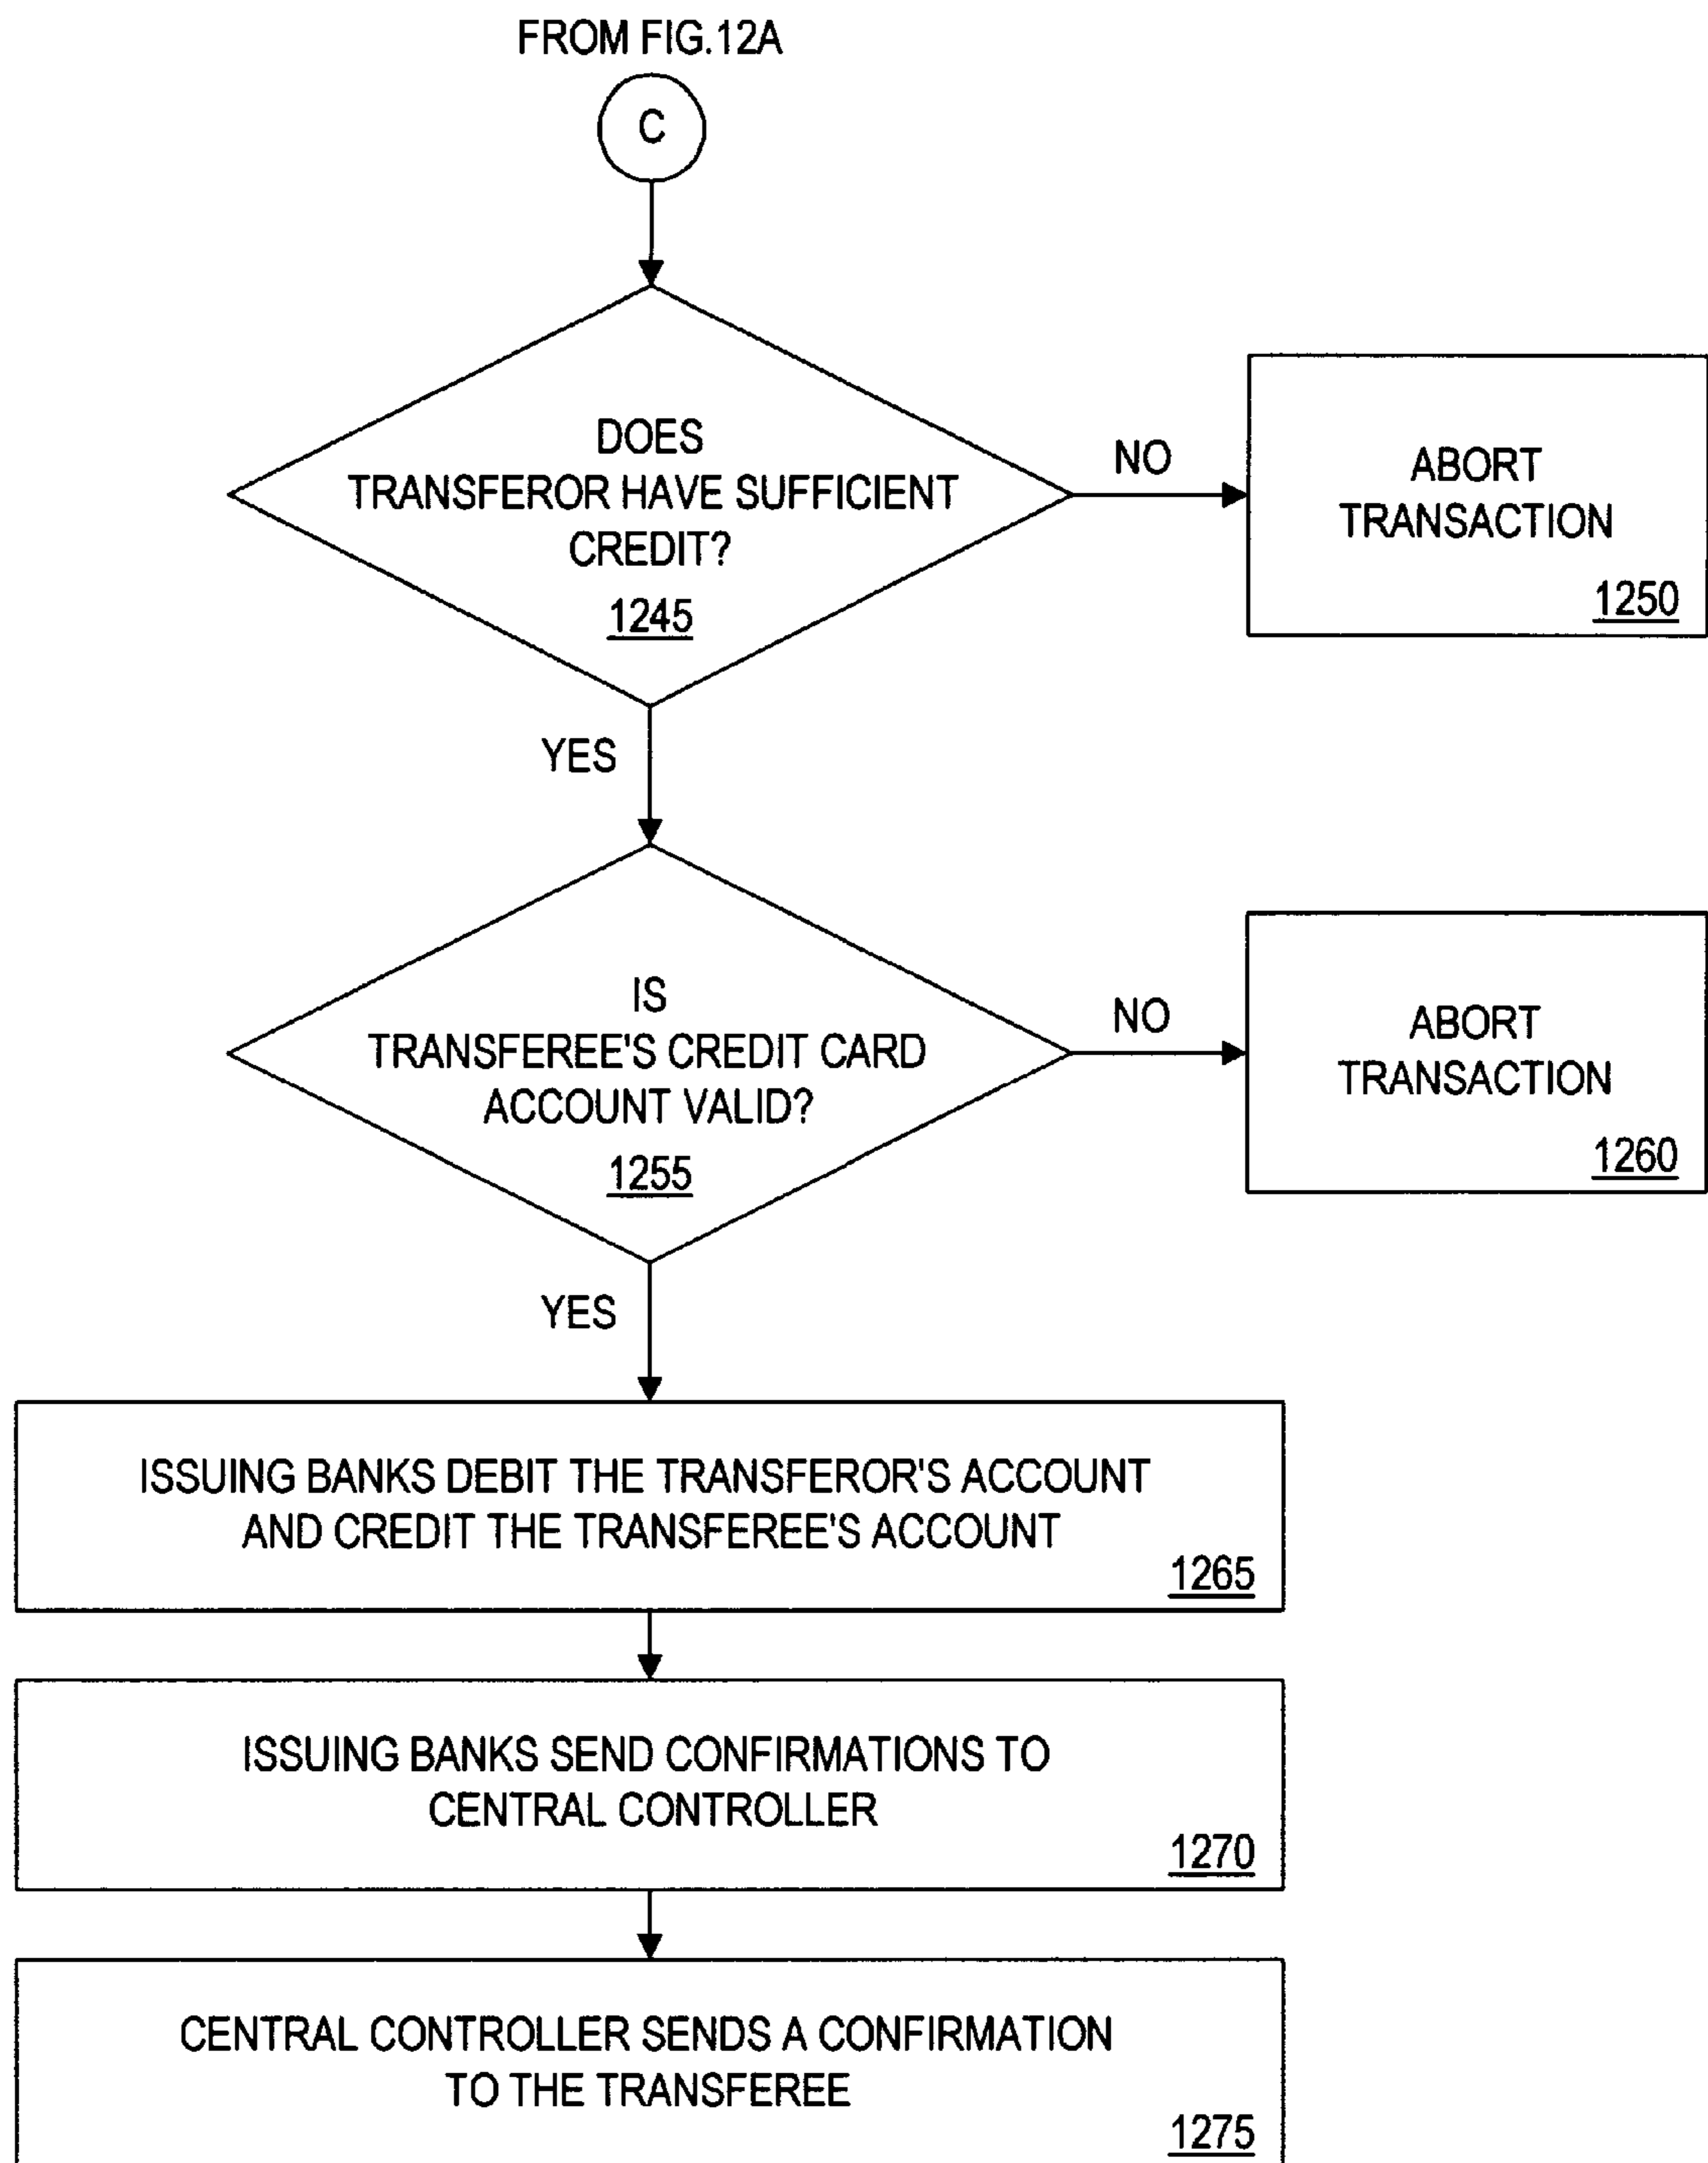 FROM FIG.12A
C
DOES
TRANSFEROR HAVE SUFFICIENT
CREDIT?
1245
NO
ABORT
TRANSACTION
1250
YES
IS
TRANSFEREE'S CREDIT CARD
ACCOUNT VALID?
1255
NO
ABORT
TRANSACTION
1260
YES
ISSUING BANKS DEBIT THE TRANSFEROR'S ACCOUNT
AND CREDIT THE TRANSFEREE'S ACCOUNT
1265
ISSUING BANKS SEND CONFIRMATIONS TO
CENTRAL CONTROLLER
1270
CENTRAL CONTROLLER SENDS A CONFIRMATION
TO THE TRANSFEREE
1275